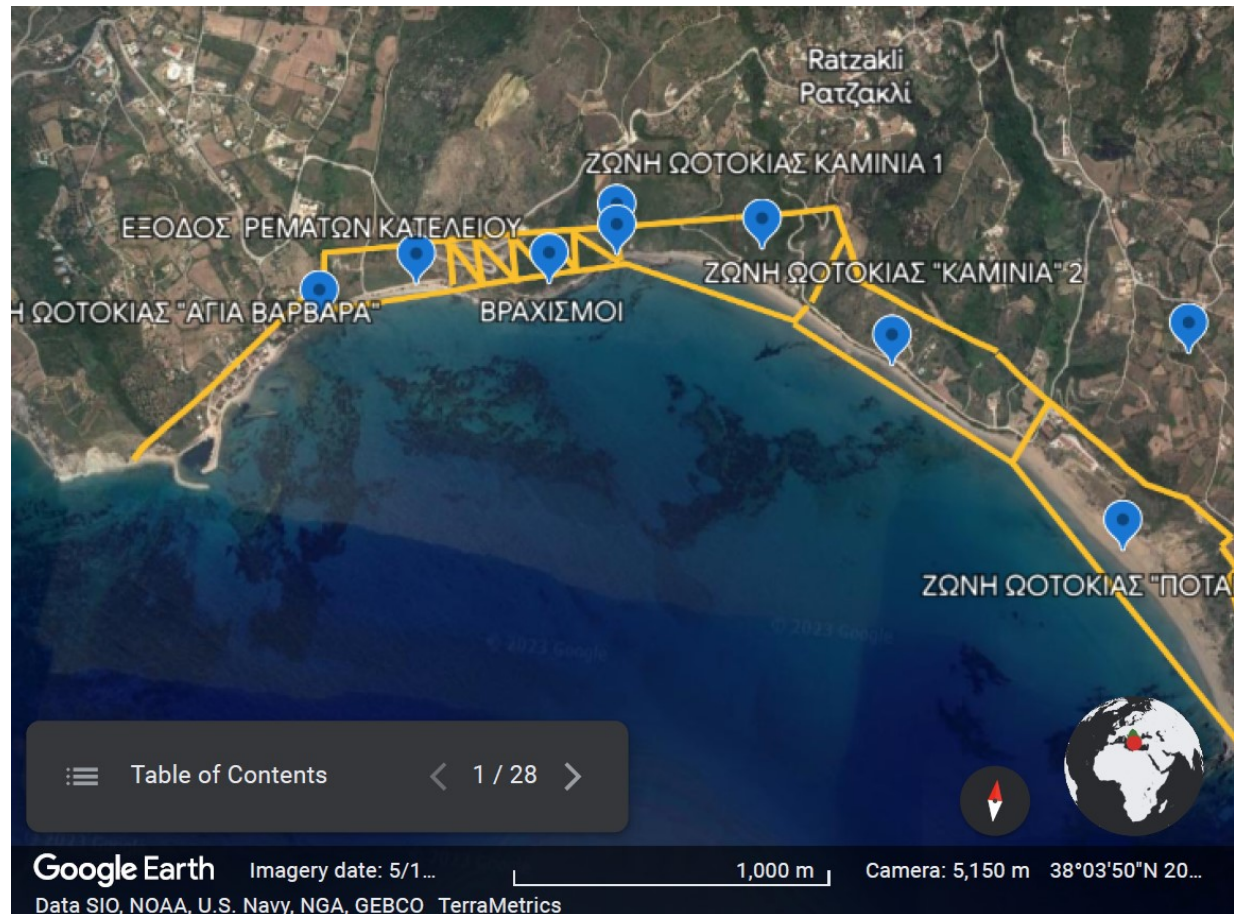 Ratzakli
Ρατζακλί
ΖΩΝΗ ΩΟΤΟΚΙΑΣ ΚΑΜΙΝΙΑ 1
ΕΞΟΔΟΣ ΡΕΜΑΤΩΝ ΚΑΤΕΛΕΙΟΥ
ΖΩΝΗ ΩΟΤΟΚΙΑΣ "ΚΑΜΙΝΙΑ" 2
Η ΩΟΤΟΚΙΑΣ "ΑΓΙΑ ΒΑΡΒΑΡΑ"
ΒΡΑΧΙΣΜΟΙ
ΖΩΝΗ ΩΟΤΟΚΙΑΣ "ΠΟΤΑ
© 2023 Google
© 2023 Google
Table of Contents 1 / 28
Google Earth Imagery date: 5/1... 1,000 m Camera: 5,150 m 38°03'50"N 20...
Data SIO, NOAA, U.S. Navy, NGA, GEBCO TerraMetrics